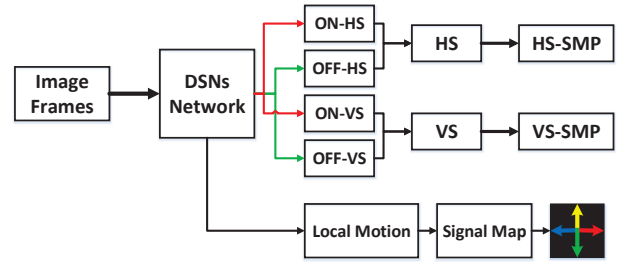 Image
Frames
DSNs
Network
ON-HS
OFF-HS
ON-VS
OFF-VS
HS
HS-SMP
VS
VS-SMP
Local Motion
Signal Map